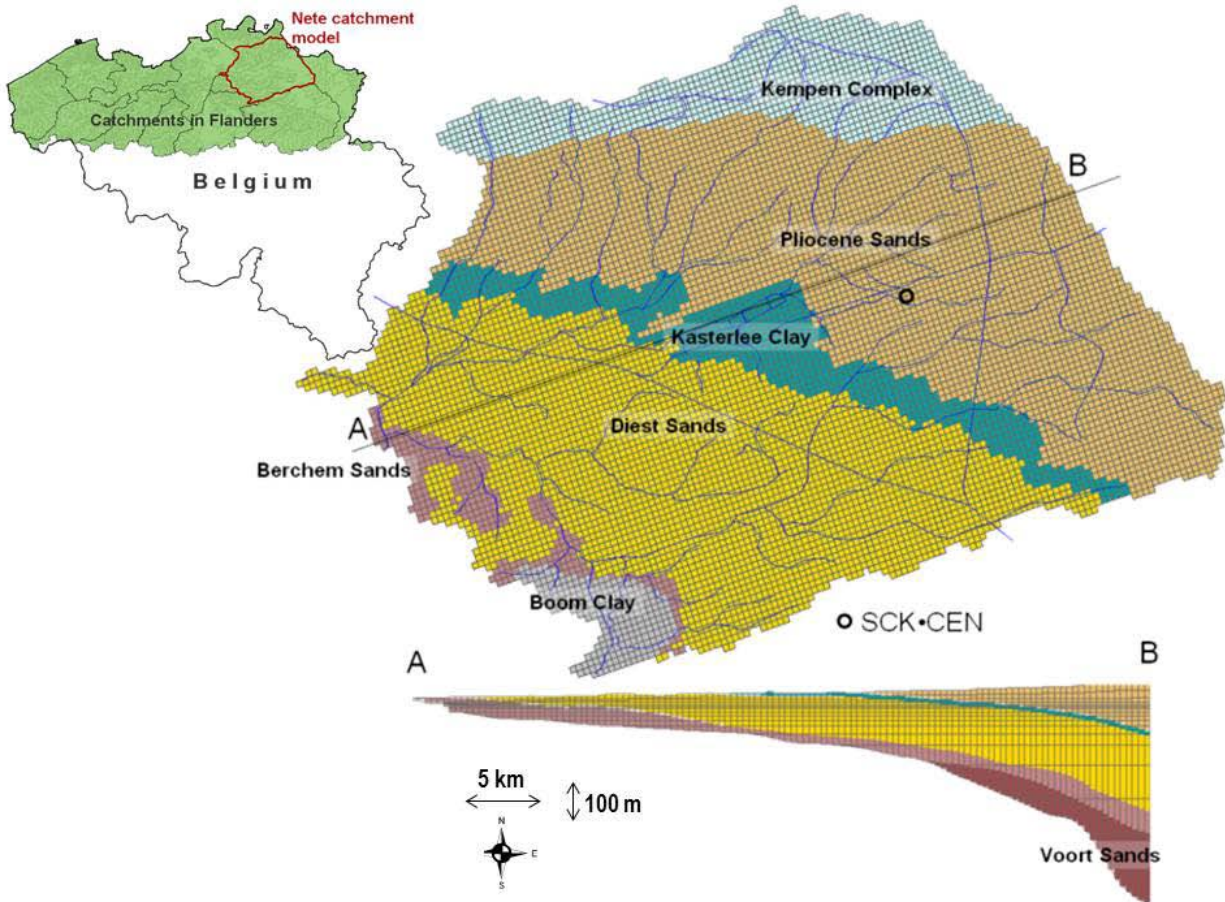 Nete catchment
model
Catchments in Flanders
Belgium
Kempen Complex
B
Pliocene Sands
Kasterlee Clay
Diest Sands
A
Berchem Sands
Boom Clay
SCK•CEN
A
B
5 km
100 m
N
E
S
Voort Sands